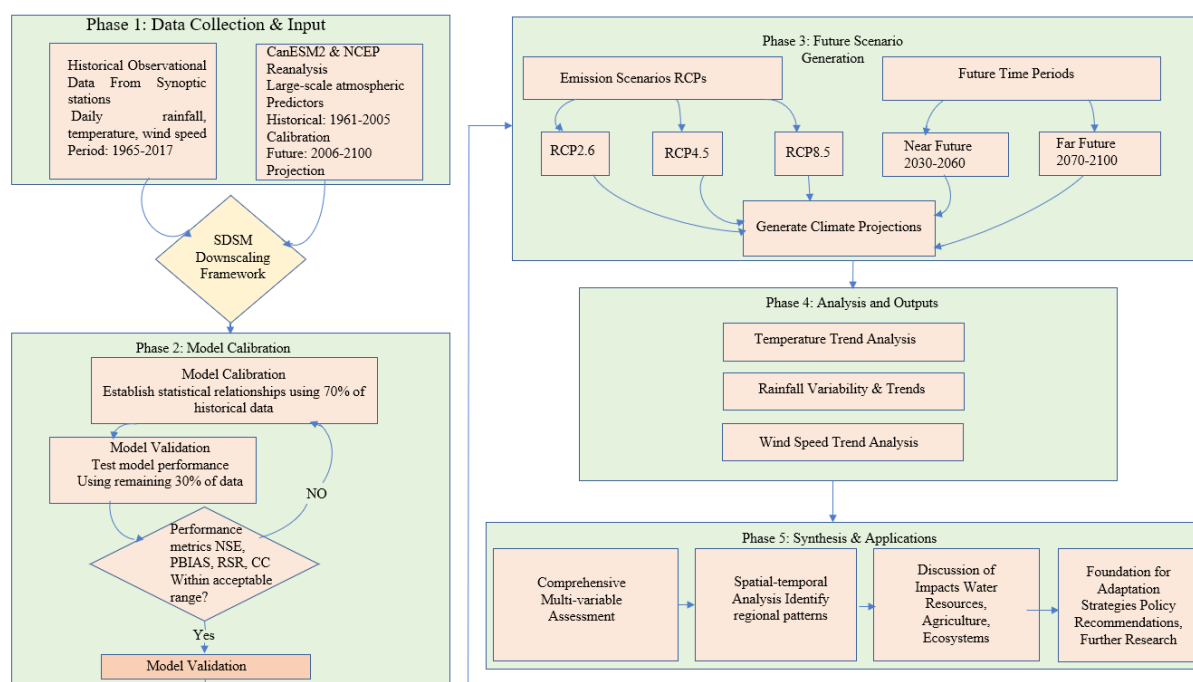 Phase 1: Data Collection & Input
Historical Observational
Data From Synoptic
stations
Daily rainfall,
temperature, wind speed
Period: 1965-2017
CanESM2 & NCEP
Reanalysis
Large-scale atmospheric
Predictors
Historical: 1961-2005
Calibration
Future: 2006-2100
Projection
SDSM
Downscaling
Framework
Phase 2: Model Calibration
Model Calibration
Establish statistical relationships using 70% of
historical data
Model Validation
Test model performance
Using remaining 30% of data
NO
Performance
metrics NSE,
PBIAS, RSR, CC
Within acceptable
range?
Yes
Model Validation
Phase 3: Future Scenario
Generation
Emission Scenarios RCPs
Future Time Periods
RCP2.6
RCP4.5
RCP8.5
Near Future
2030-2060
Far Future
2070-2100
Generate Climate Projections
Phase 4: Analysis and Outputs
Temperature Trend Analysis
Rainfall Variability & Trends
Wind Speed Trend Analysis
Phase 5: Synthesis & Applications
Comprehensive
Multi-variable
Assessment
Spatial-temporal
Analysis Identify
regional patterns
Discussion of
Impacts Water
Resources,
Agriculture,
Ecosystems
Foundation for
Adaptation
Strategies Policy
Recommendations,
Further Research